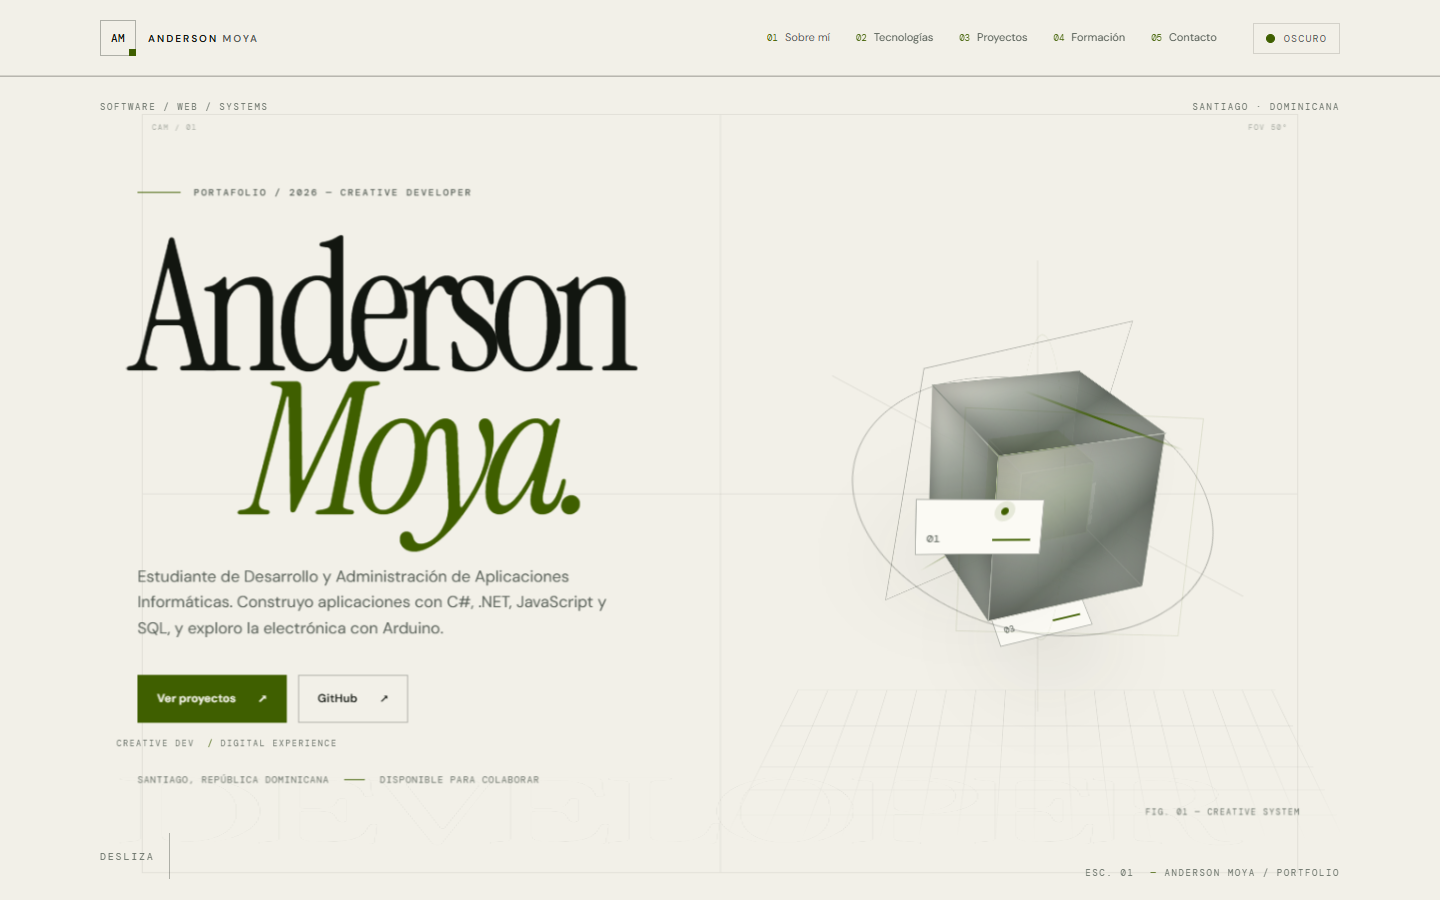 AM
ANDERSON MOYA
01 Sobre mí
02 Tecnologías
03 Proyectos
04 Formación
05 Contacto
OSCURO
SOFTWARE / WEB / SYSTEMS
SANTIAGO · DOMINICANA
CAM / 01
FOV 50°
PORTAFOLIO / 2026 — CREATIVE DEVELOPER
Anderson
Moya.
Estudiante de Desarrollo y Administración de Aplicaciones
Informáticas. Construyo aplicaciones con C#, .NET, JavaScript y
SQL, y exploro la electrónica con Arduino.
01
03
Ver proyectos ↗
GitHub ↗
CREATIVE DEV / DIGITAL EXPERIENCE
SANTIAGO, REPÚBLICA DOMINICANA — DISPONIBLE PARA COLABORAR
DEVELOPER
FIG. 01 — CREATIVE SYSTEM
DESLIZA
ESC. 01 — ANDERSON MOYA / PORTFOLIO